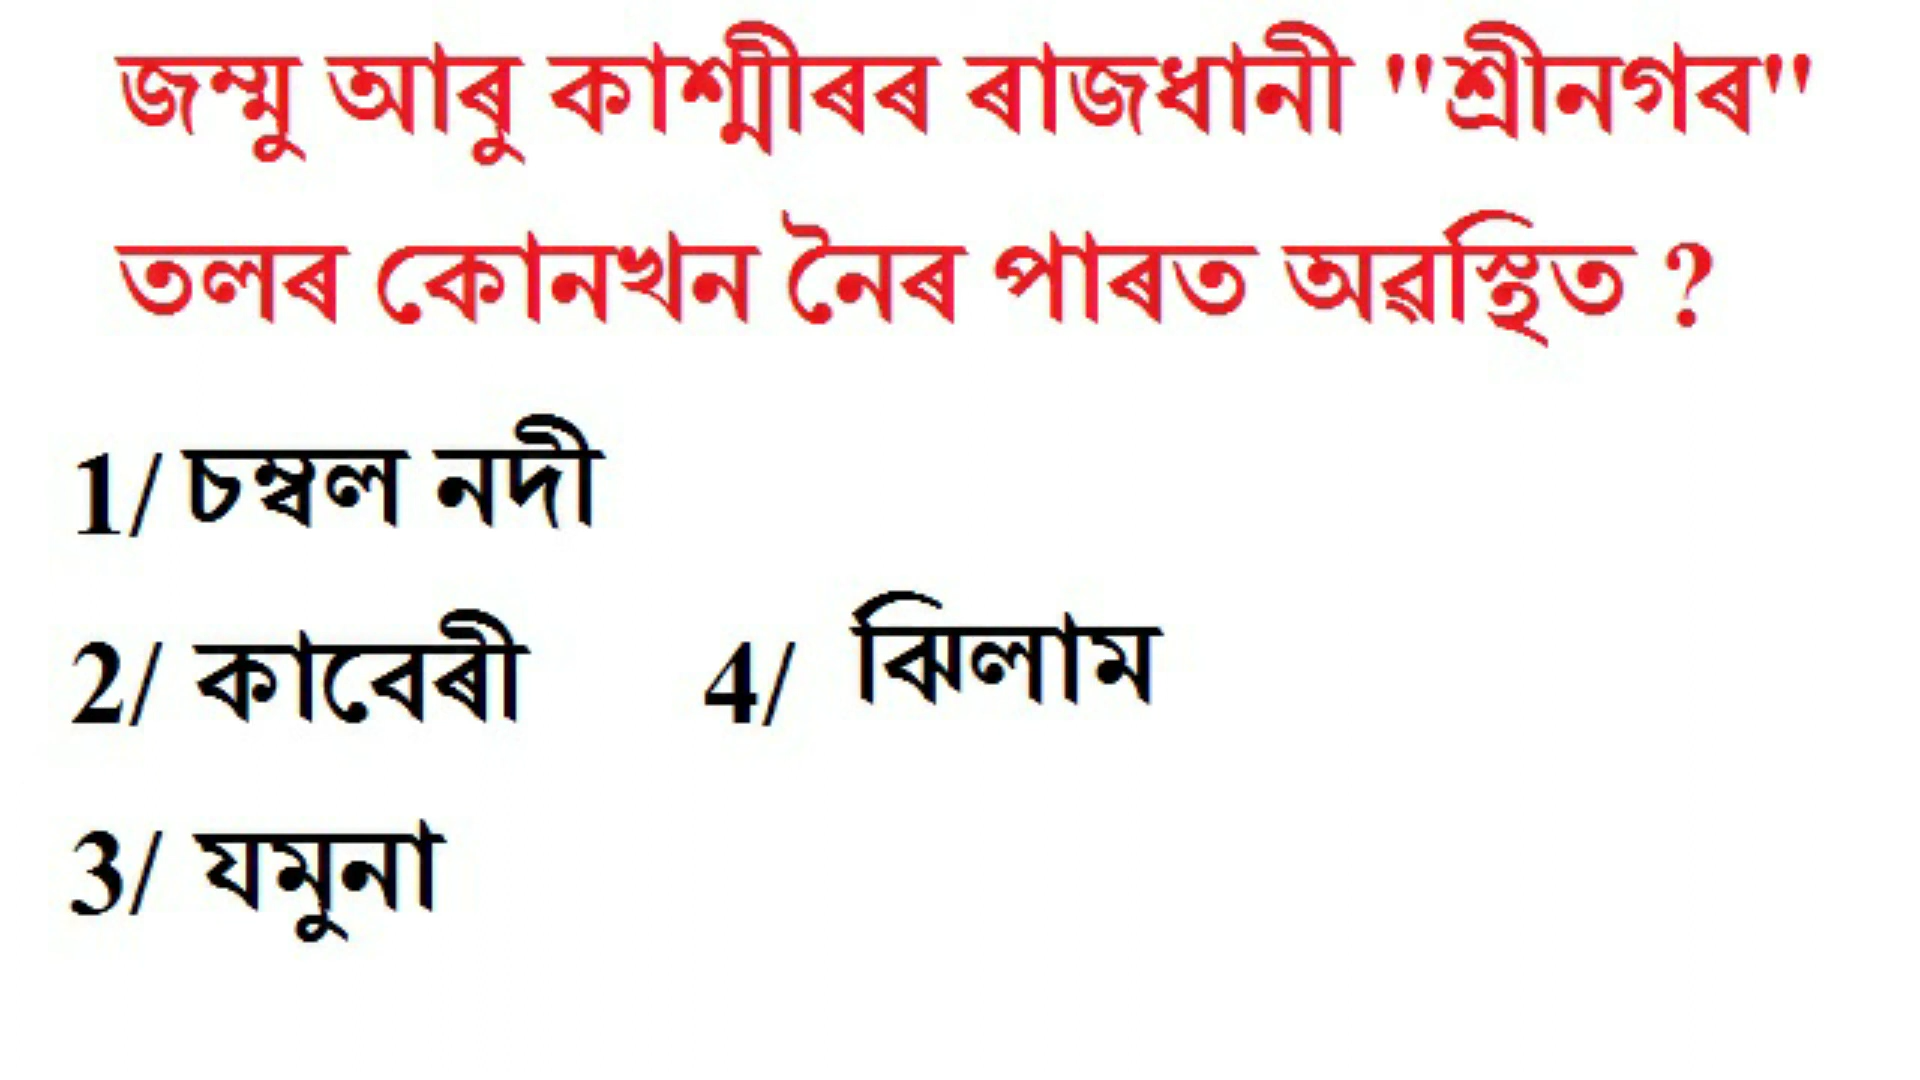 জম্মু আৰু কাশ্মীৰৰ ৰাজধানী "শ্ৰীনগৰ"
তলৰ কোনখন নৈৰ পাৰত অৱস্থিত ?
1/ চম্বল নদী
2/ কাবেৰী 4/ ঝিলাম
3/ যমুনা